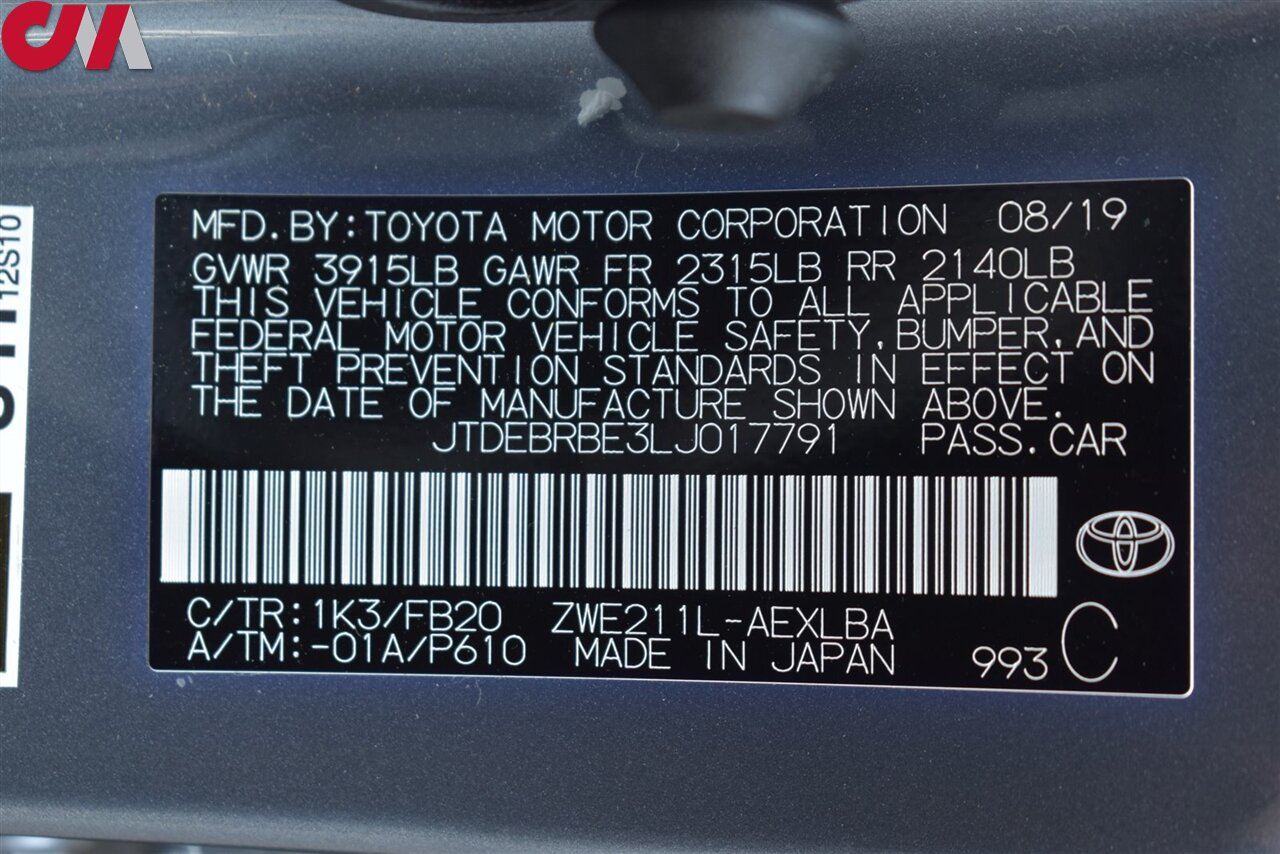 CM
MFD.BY:TOYOTA MOTOR CORPORATION 08/19
GVWR 3915LB GAWR FR 2315LB RR 2140LB
THIS VEHICLE CONFORMS TO ALL APPLICABLE
FEDERAL MOTOR VEHICLE SAFETY,BUMPER,AND
THEFT PREVENTION STANDARDS IN EFFECT ON
THE DATE OF MANUFACTURE SHOWN ABOVE.
JTDEBRBE3LJ017791 PASS.CAR
C/TR:1K3/FB20 ZWE211L-AEXLBA
A/TM:-01A/P610 MADE IN JAPAN 993 C